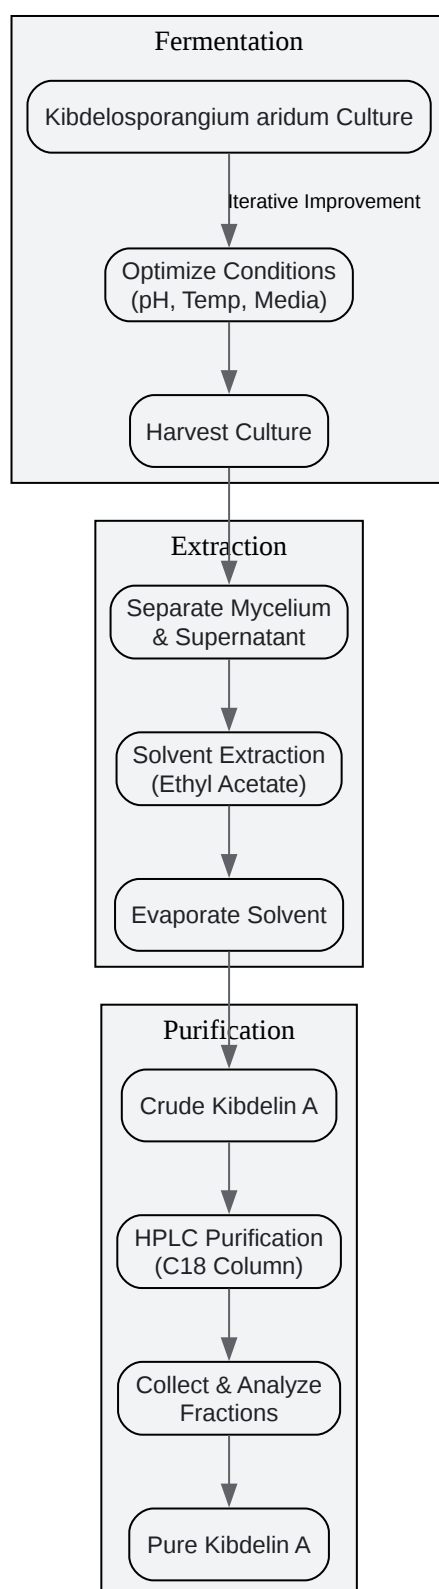 Fermentation
Kibdelosporangium aridum Culture
Iterative Improvement
Optimize Conditions
(pH, Temp, Media)
Harvest Culture
Extraction
Separate Mycelium
& Supernatant
Solvent Extraction
(Ethyl Acetate)
Evaporate Solvent
Purification
Crude Kibdelin A
HPLC Purification
(C18 Column)
Collect & Analyze
Fractions
Pure Kibdelin A